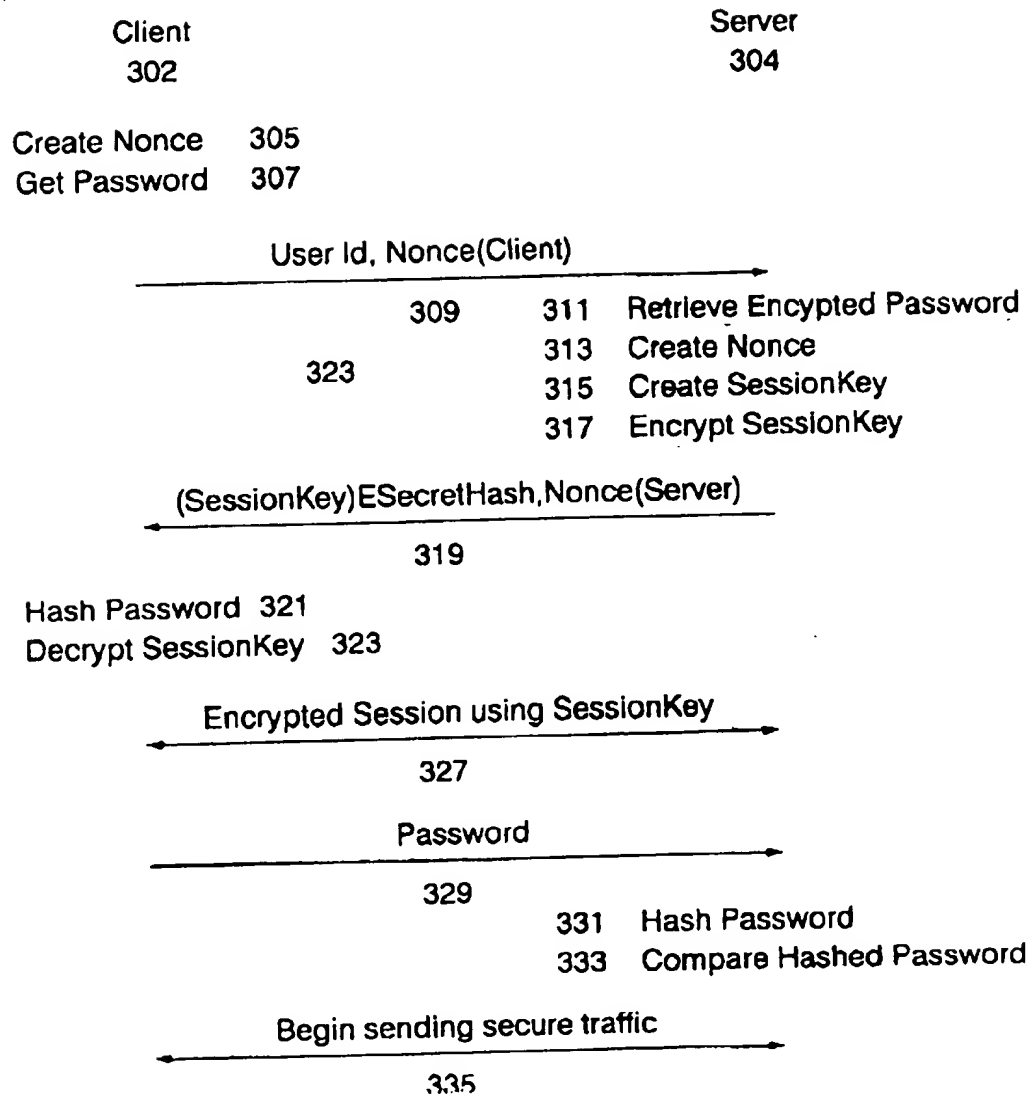 Client
302
Server
304
Create Nonce 305
Get Password 307
User Id, Nonce(Client)
309
311 Retrieve Encypted Password
313 Create Nonce
323
315 Create SessionKey
317 Encrypt SessionKey
(SessionKey)ESecretHash,Nonce(Server)
319
Hash Password 321
Decrypt SessionKey 323
Encrypted Session using SessionKey
327
Password
329
331 Hash Password
333 Compare Hashed Password
Begin sending secure traffic
335